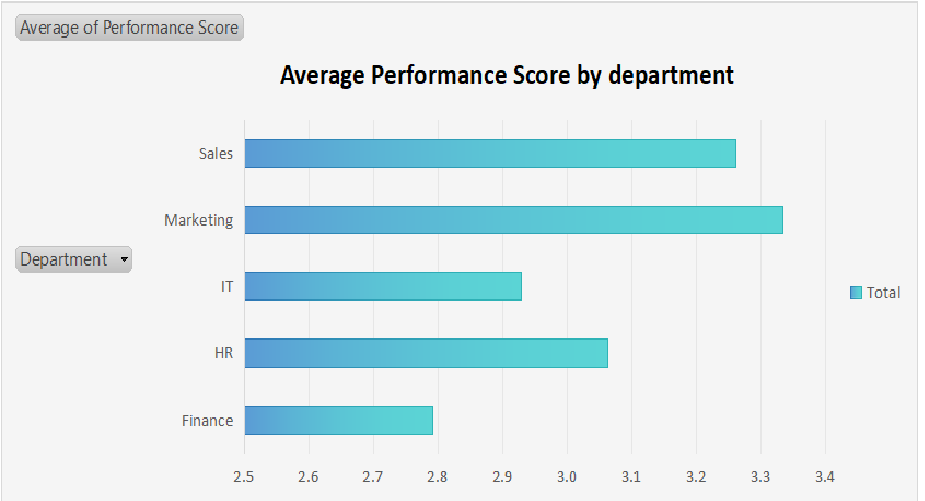 Average of Performance Score
Average Performance Score by department
Sales
Marketing
Department
IT
Total
HR
Finance
2.5 2.6 2.7 2.8 2.9 3.0 3.1 3.2 3.3 3.4